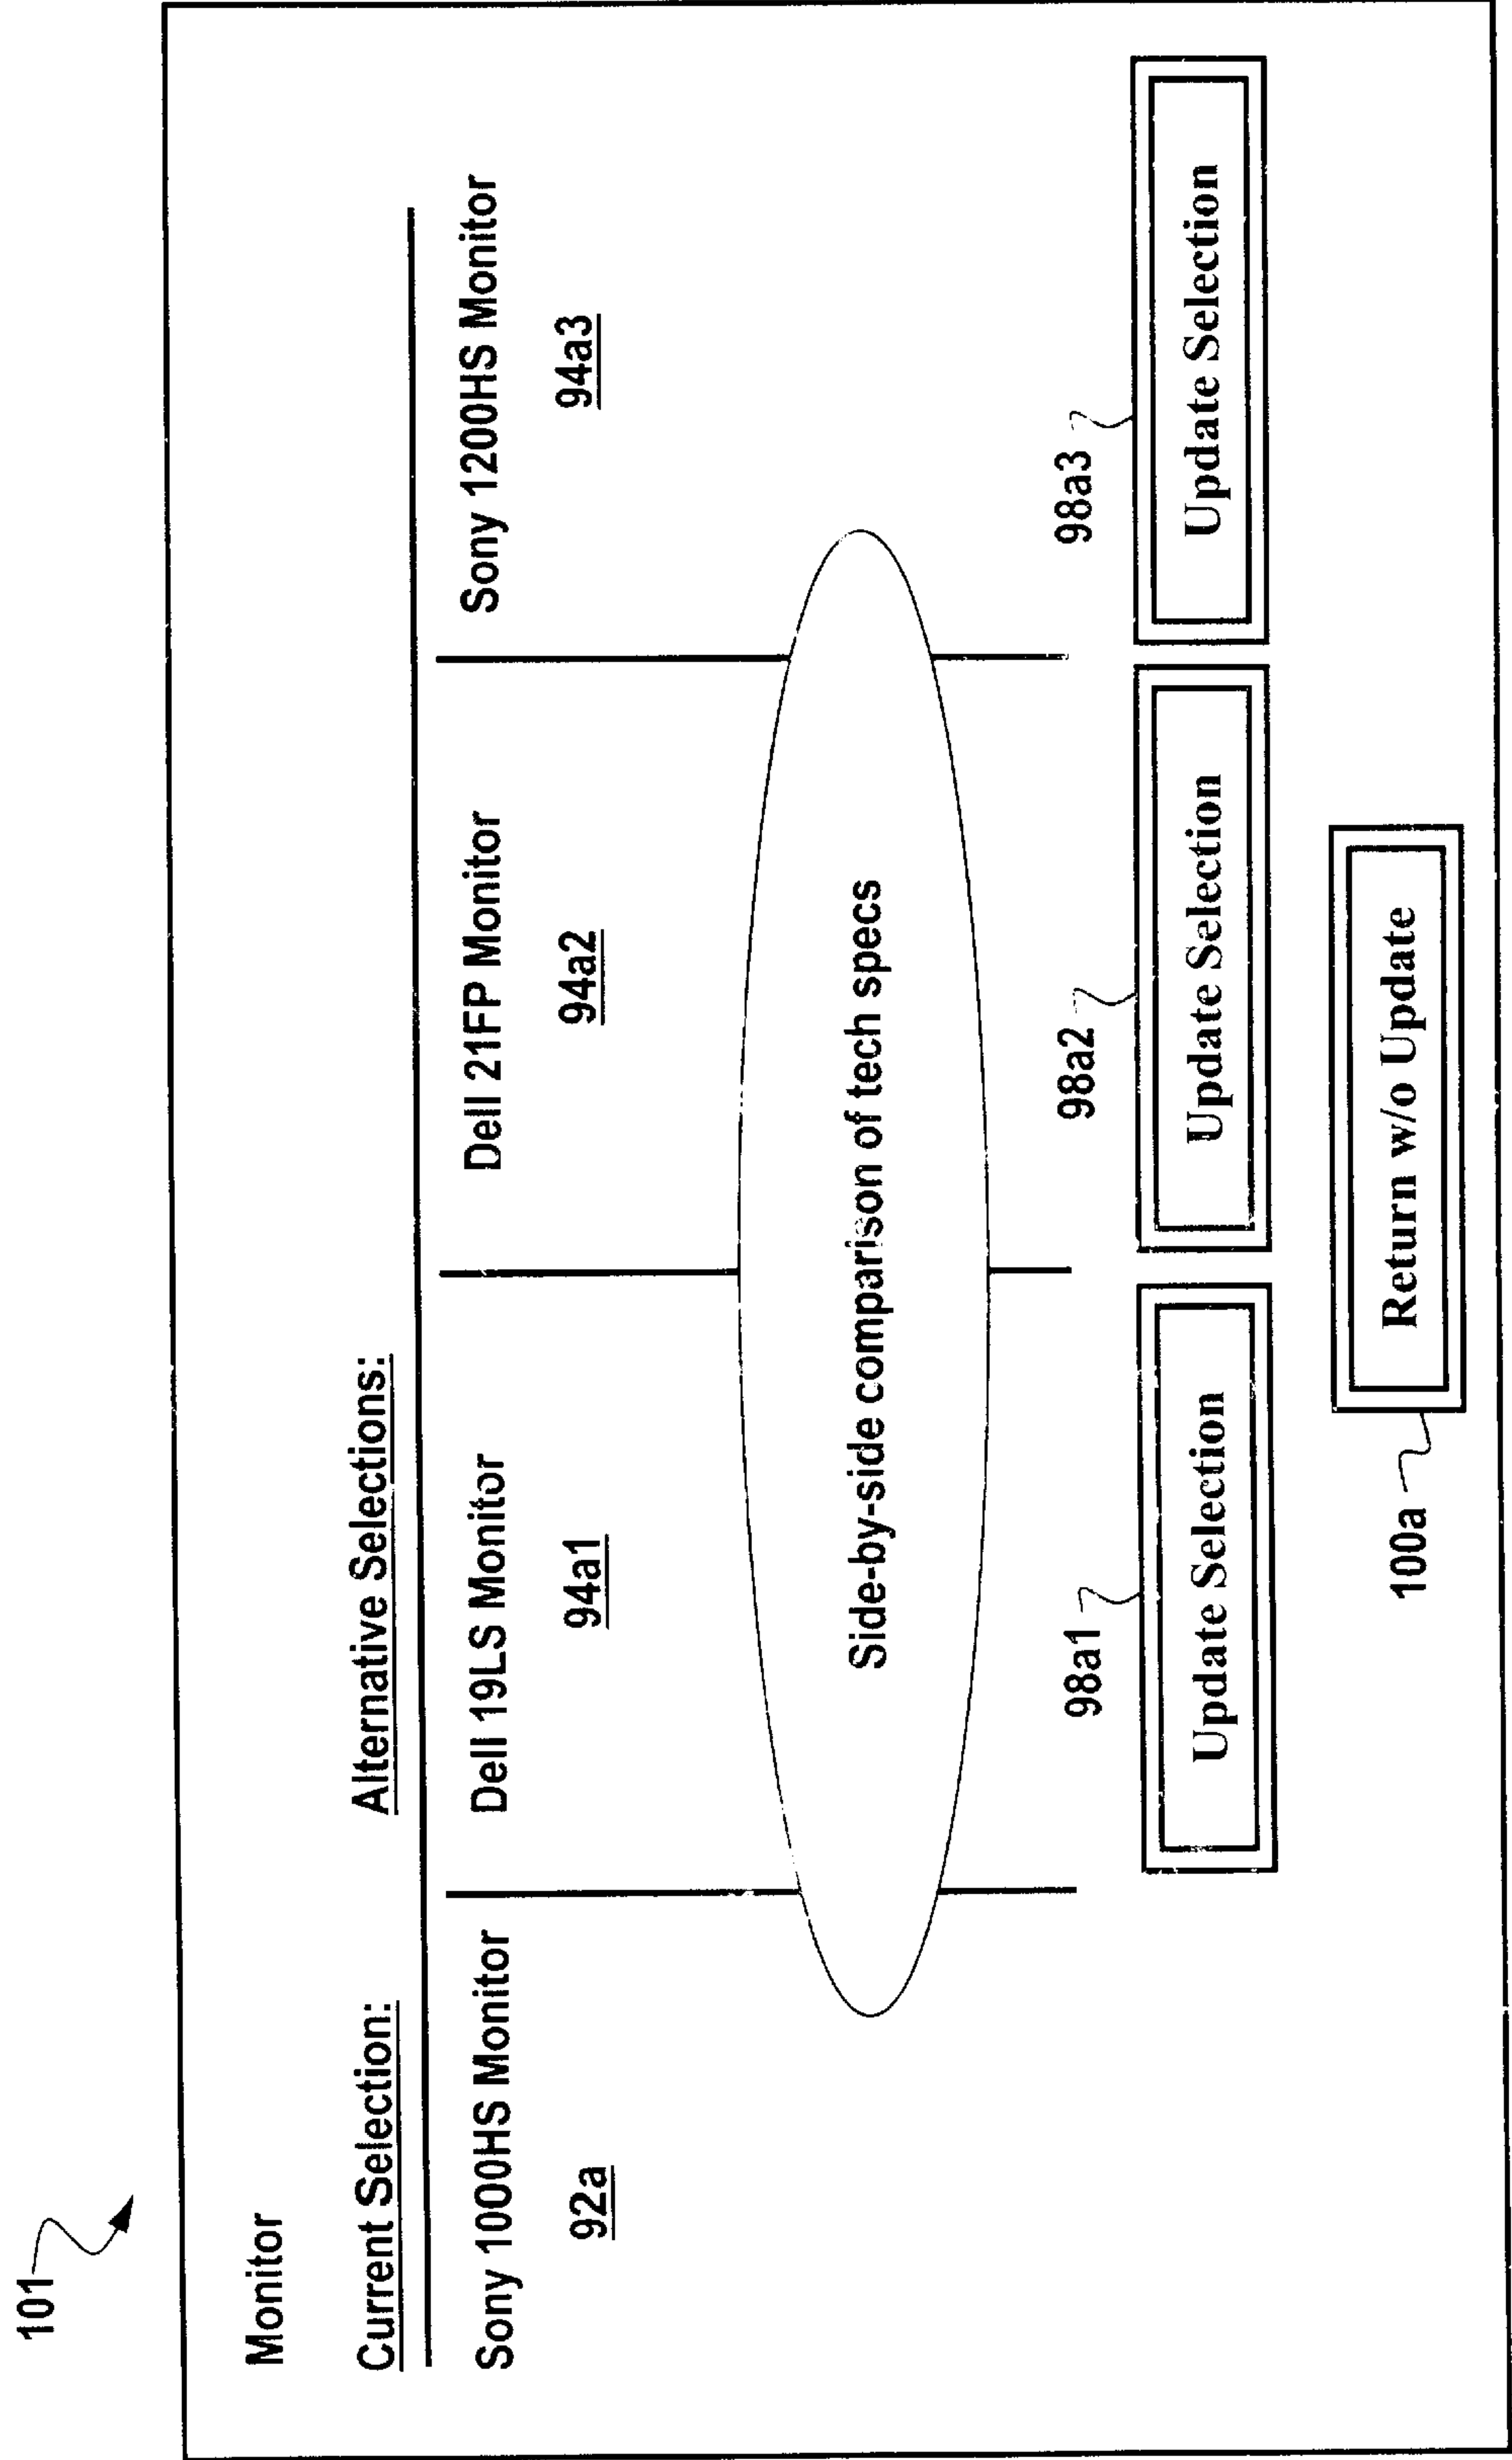 101
Monitor
Current Selection:
Alternative Selections:
Sony 1000HS Monitor
Dell 19LS Monitor
Dell 21FP Monitor
Sony 1200HS Monitor
92a
94a1
94a2
94a3
Side-by-side comparison of tech specs
98a1
98a2
98a3
Update Selection
Update Selection
Update Selection
Return w/o Update
100a